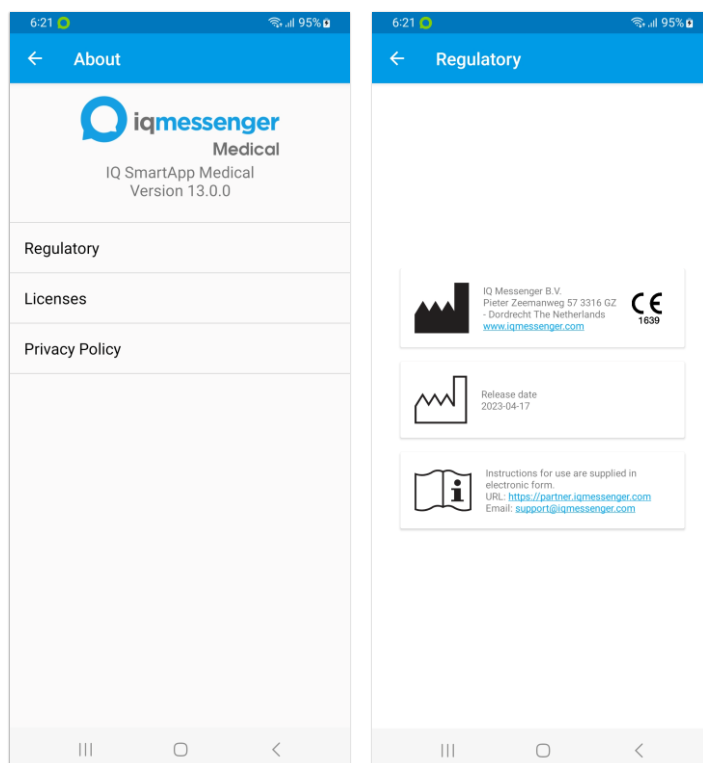 6:21
95%
About
iqmessenger
Medical
IQ SmartApp Medical
Version 13.0.0
Regulatory
Licenses
Privacy Policy
6:21
95%
Regulatory
IQ Messenger B.V.
Pieter Zeemanweg 57 3316 GZ
- Dordrecht The Netherlands
www.iqmessenger.com
CE
1639
Release date
2023-04-17
Instructions for use are supplied in
electronic form.
URL: https://partner.iqmessenger.com
Email: support@iqmessenger.com